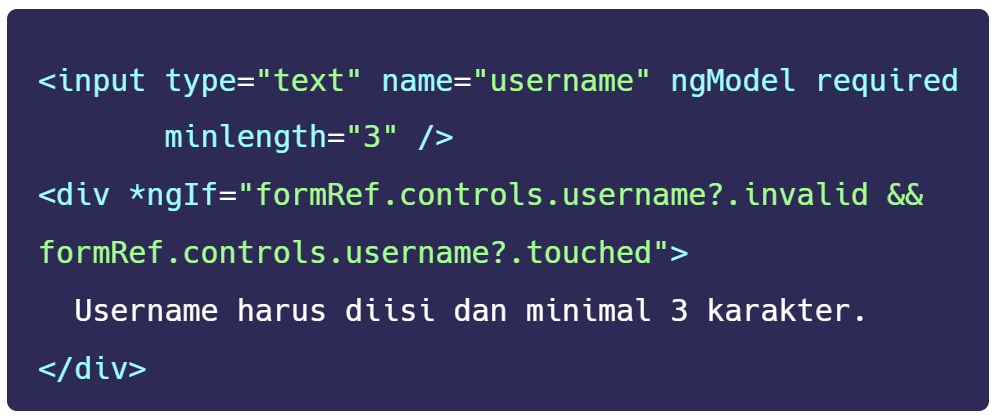 <input type="text" name="username" ngModel required
       minlength="3" />
<div *ngIf="formRef.controls.username?.invalid &&
formRef.controls.username?.touched">
  Username harus diisi dan minimal 3 karakter.
</div>